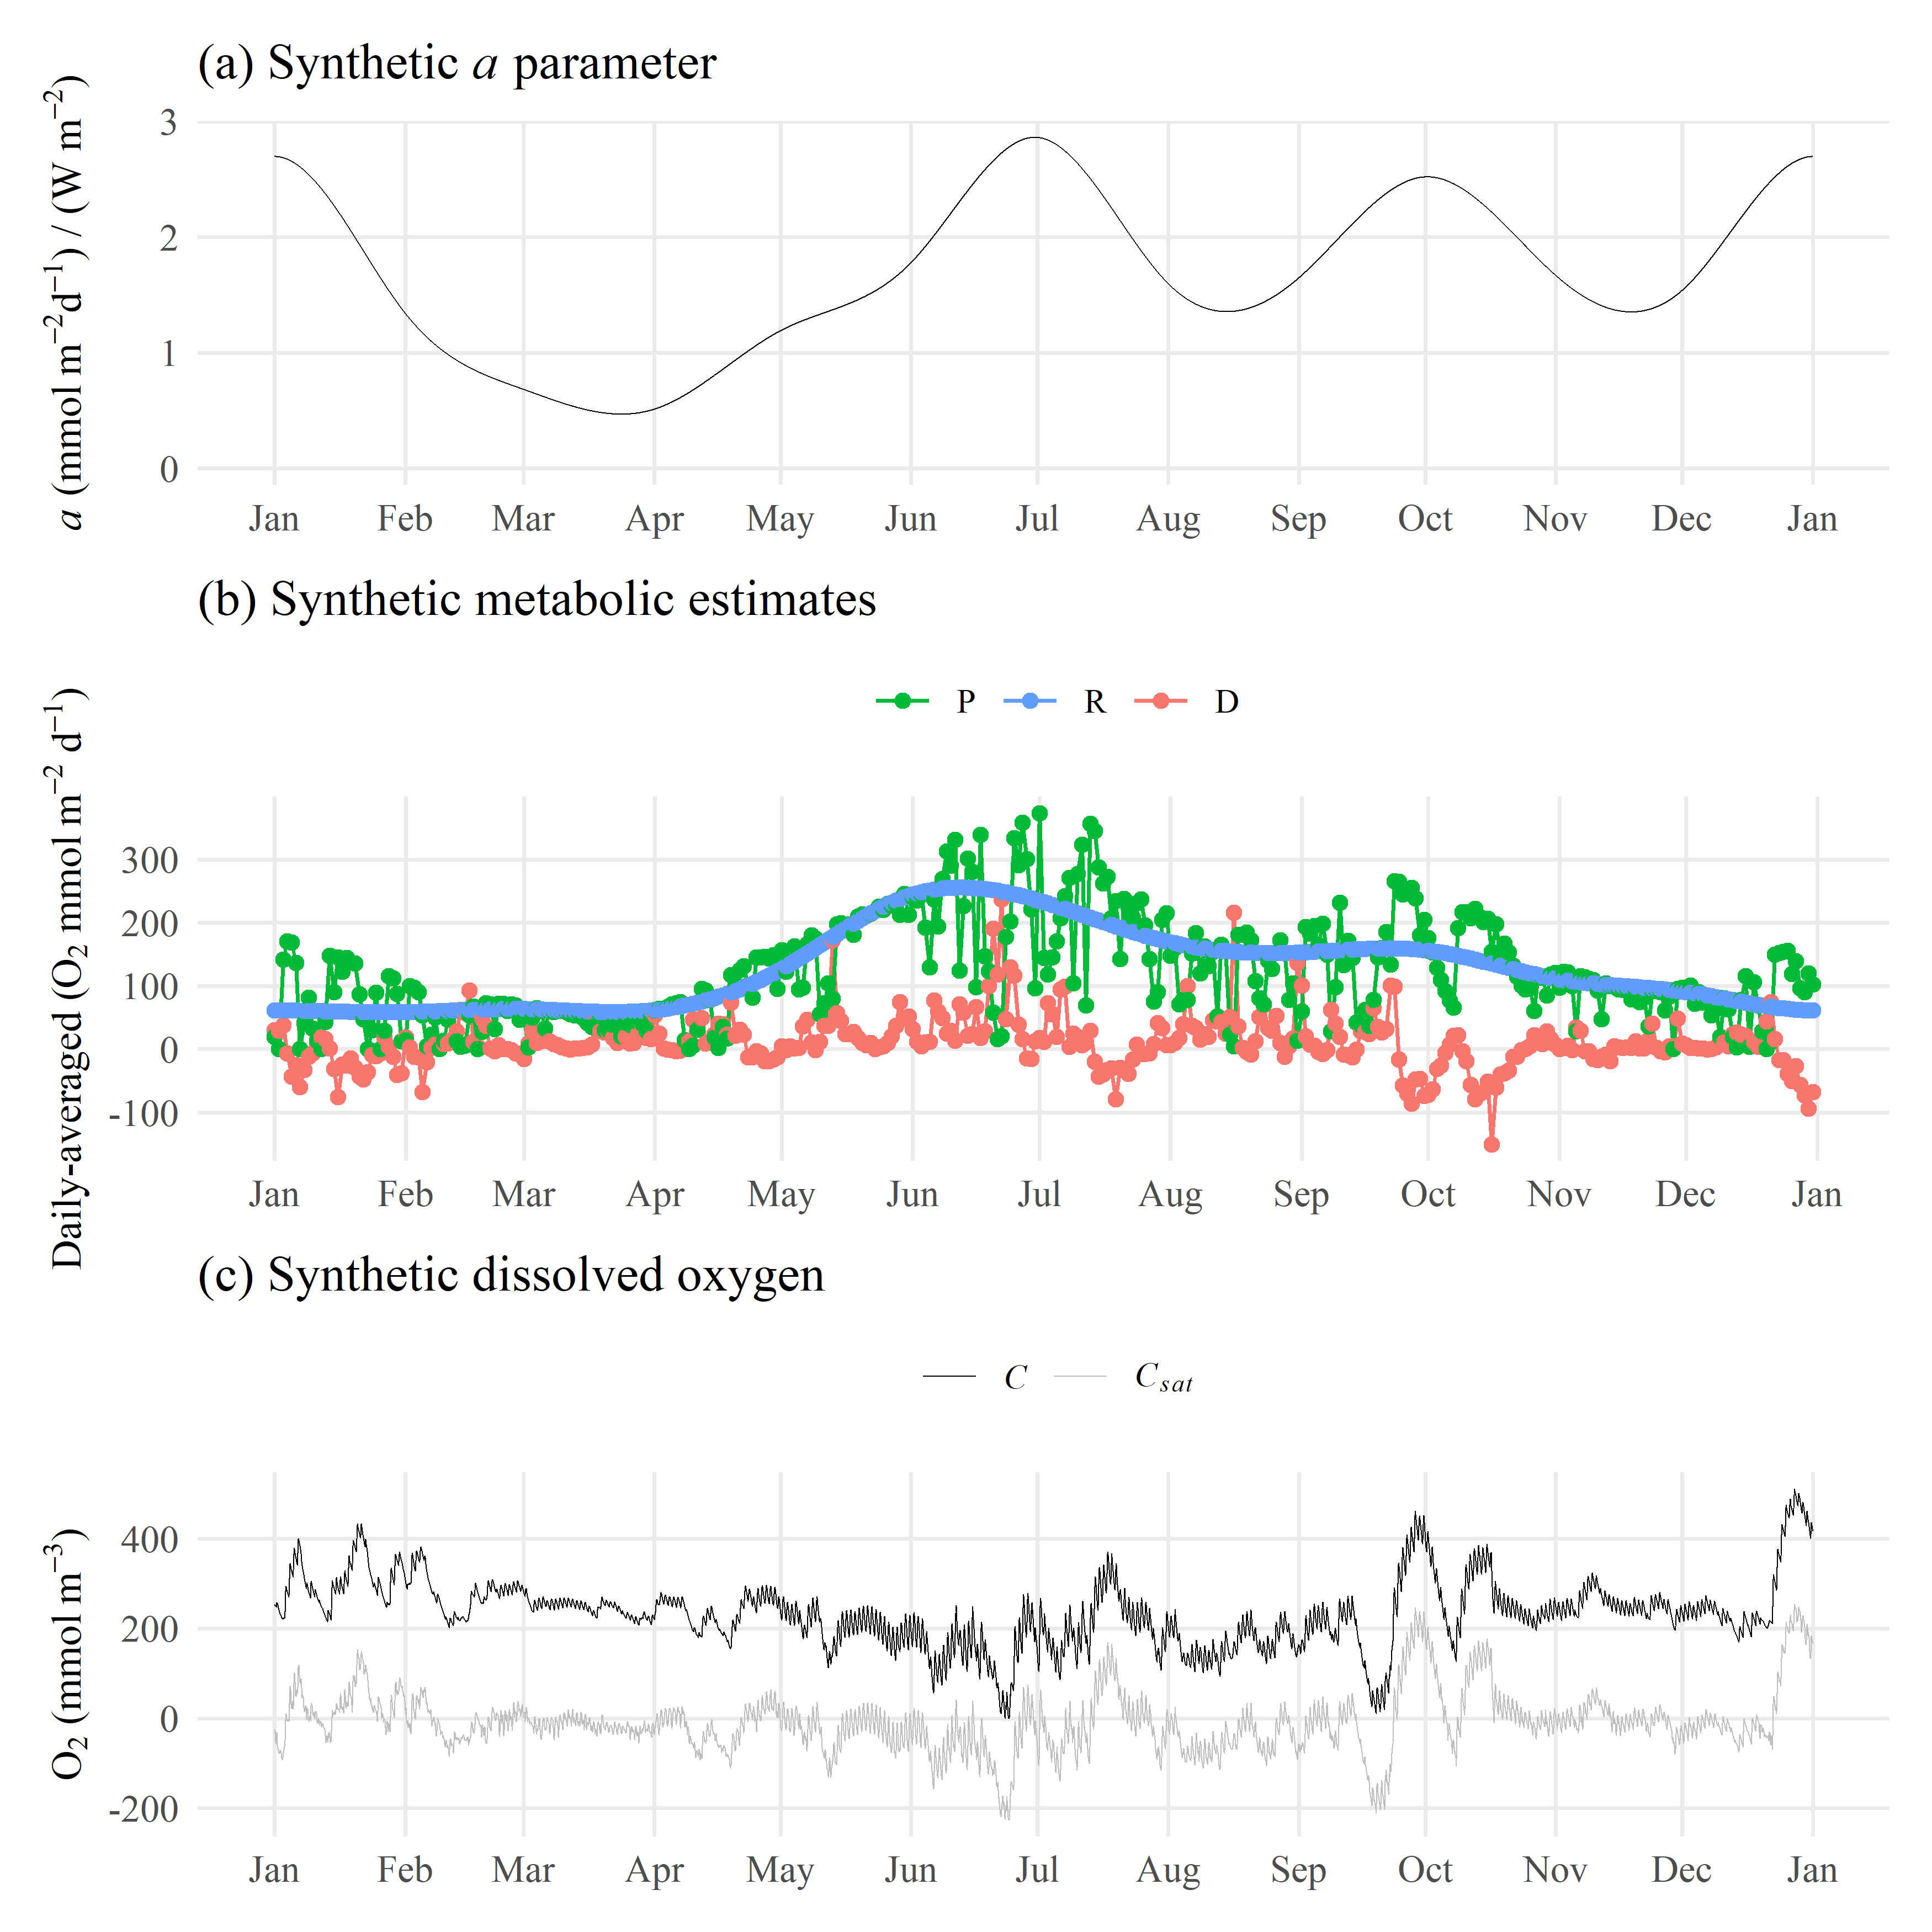 (a) Synthetic a parameter
a (mmol m⁻²d⁻¹) / (W m⁻²)
3
2
1
0
Jan Feb Mar Apr May Jun Jul Aug Sep Oct Nov Dec Jan
(b) Synthetic metabolic estimates
P R D
Daily-averaged (O₂ mmol m⁻² d⁻¹)
300
200
100
0
-100
Jan Feb Mar Apr May Jun Jul Aug Sep Oct Nov Dec Jan
(c) Synthetic dissolved oxygen
C C_sat
O₂ (mmol m⁻³)
400
200
0
-200
Jan Feb Mar Apr May Jun Jul Aug Sep Oct Nov Dec Jan